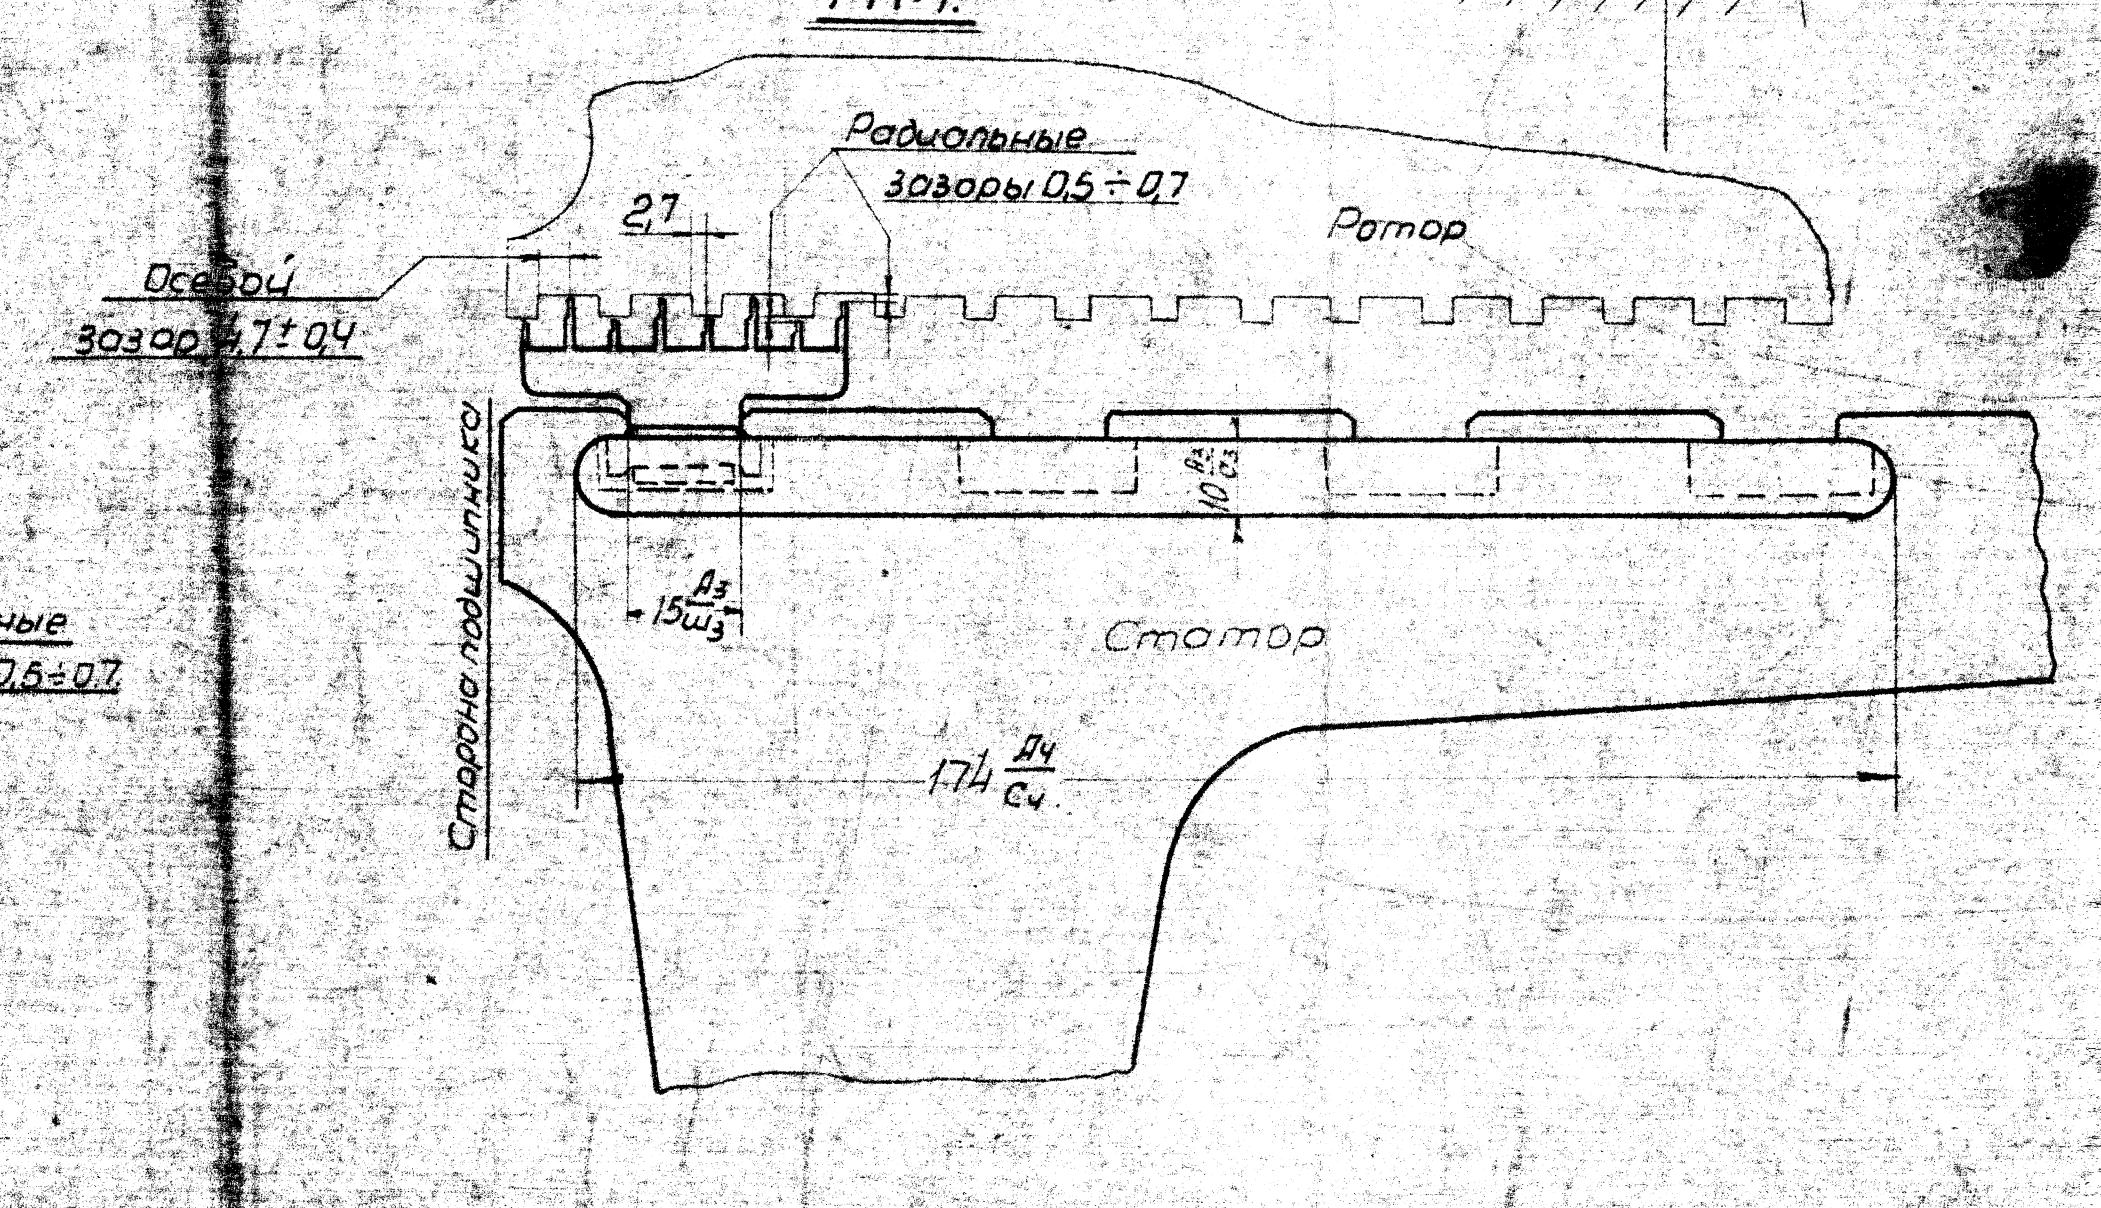 Радиальные
зазоры 0,5÷0,7
2,7
Ротор
Осевой
зазор 4,7±0,4
Сторона подшипника
10 А3/С3
15 А3/Ш3
Статор
ные
0,5÷0.7
174 А4/С4.